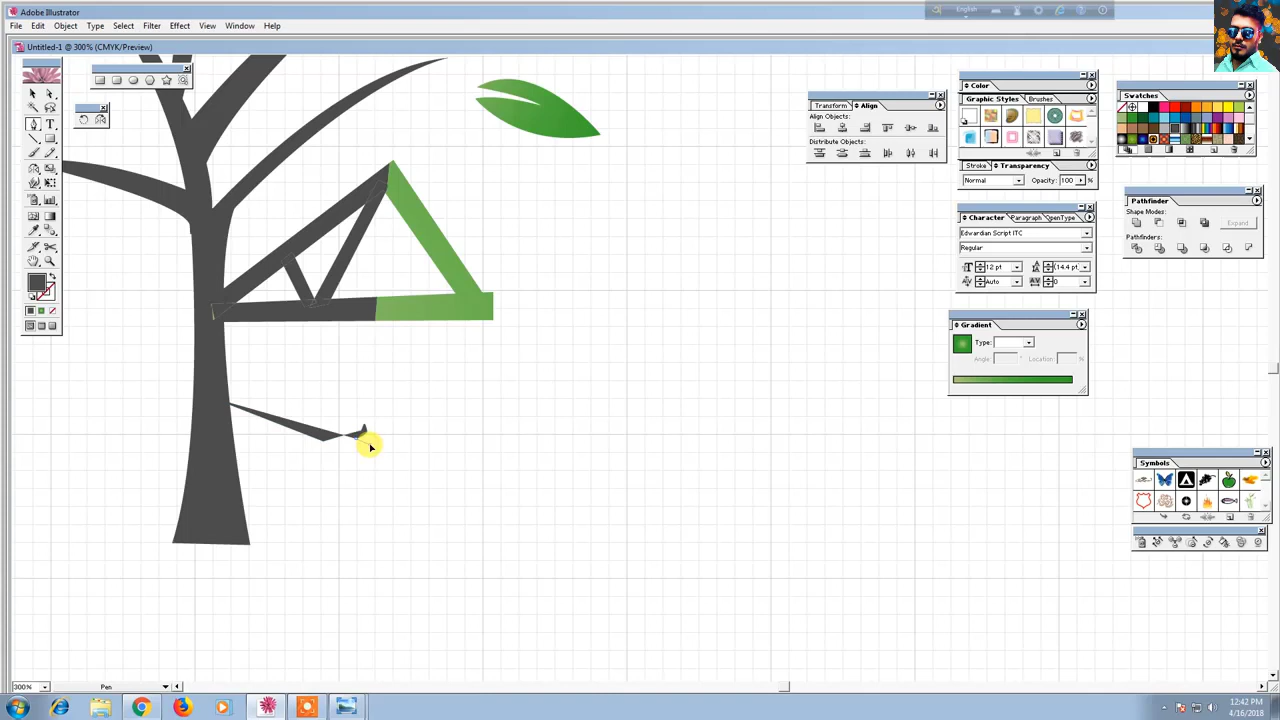 Adobe Illustrator
English
File Edit Object Type Select Filter Effect View Window Help
Untitled-1 @ 300% (CMYK/Preview)
Color
Graphic Styles Brushes
Stroke Transparency
Normal Opacity: 100 %
Swatches
Transform Align
Align Objects:
Distribute Objects:
Character Paragraph OpenType
Edwardian Script ITC
Regular
12 pt (14.4 pt)
Auto 0
Pathfinder
Shape Modes:
Expand
Pathfinders:
Gradient
Type:
Angle: Location: %
Symbols
T
300% Pen
12:42 PM
4/16/2018